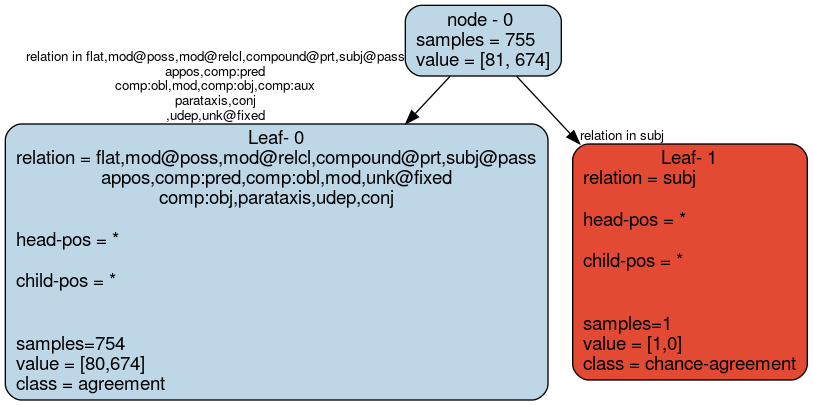 node - 0
samples = 755
value = [81, 674]
relation in flat,mod@poss,mod@relcl,compound@prt,subj@pass
appos,comp:pred
comp:obl,mod,comp:obj,comp:aux
parataxis,conj
,udep,unk@fixed
relation in subj
Leaf- 0
relation = flat,mod@poss,mod@relcl,compound@prt,subj@pass
appos,comp:pred,comp:obl,mod,unk@fixed
comp:obj,parataxis,udep,conj
head-pos = *
child-pos = *
samples=754
value = [80,674]
class = agreement
Leaf- 1
relation = subj
head-pos = *
child-pos = *
samples=1
value = [1,0]
class = chance-agreement